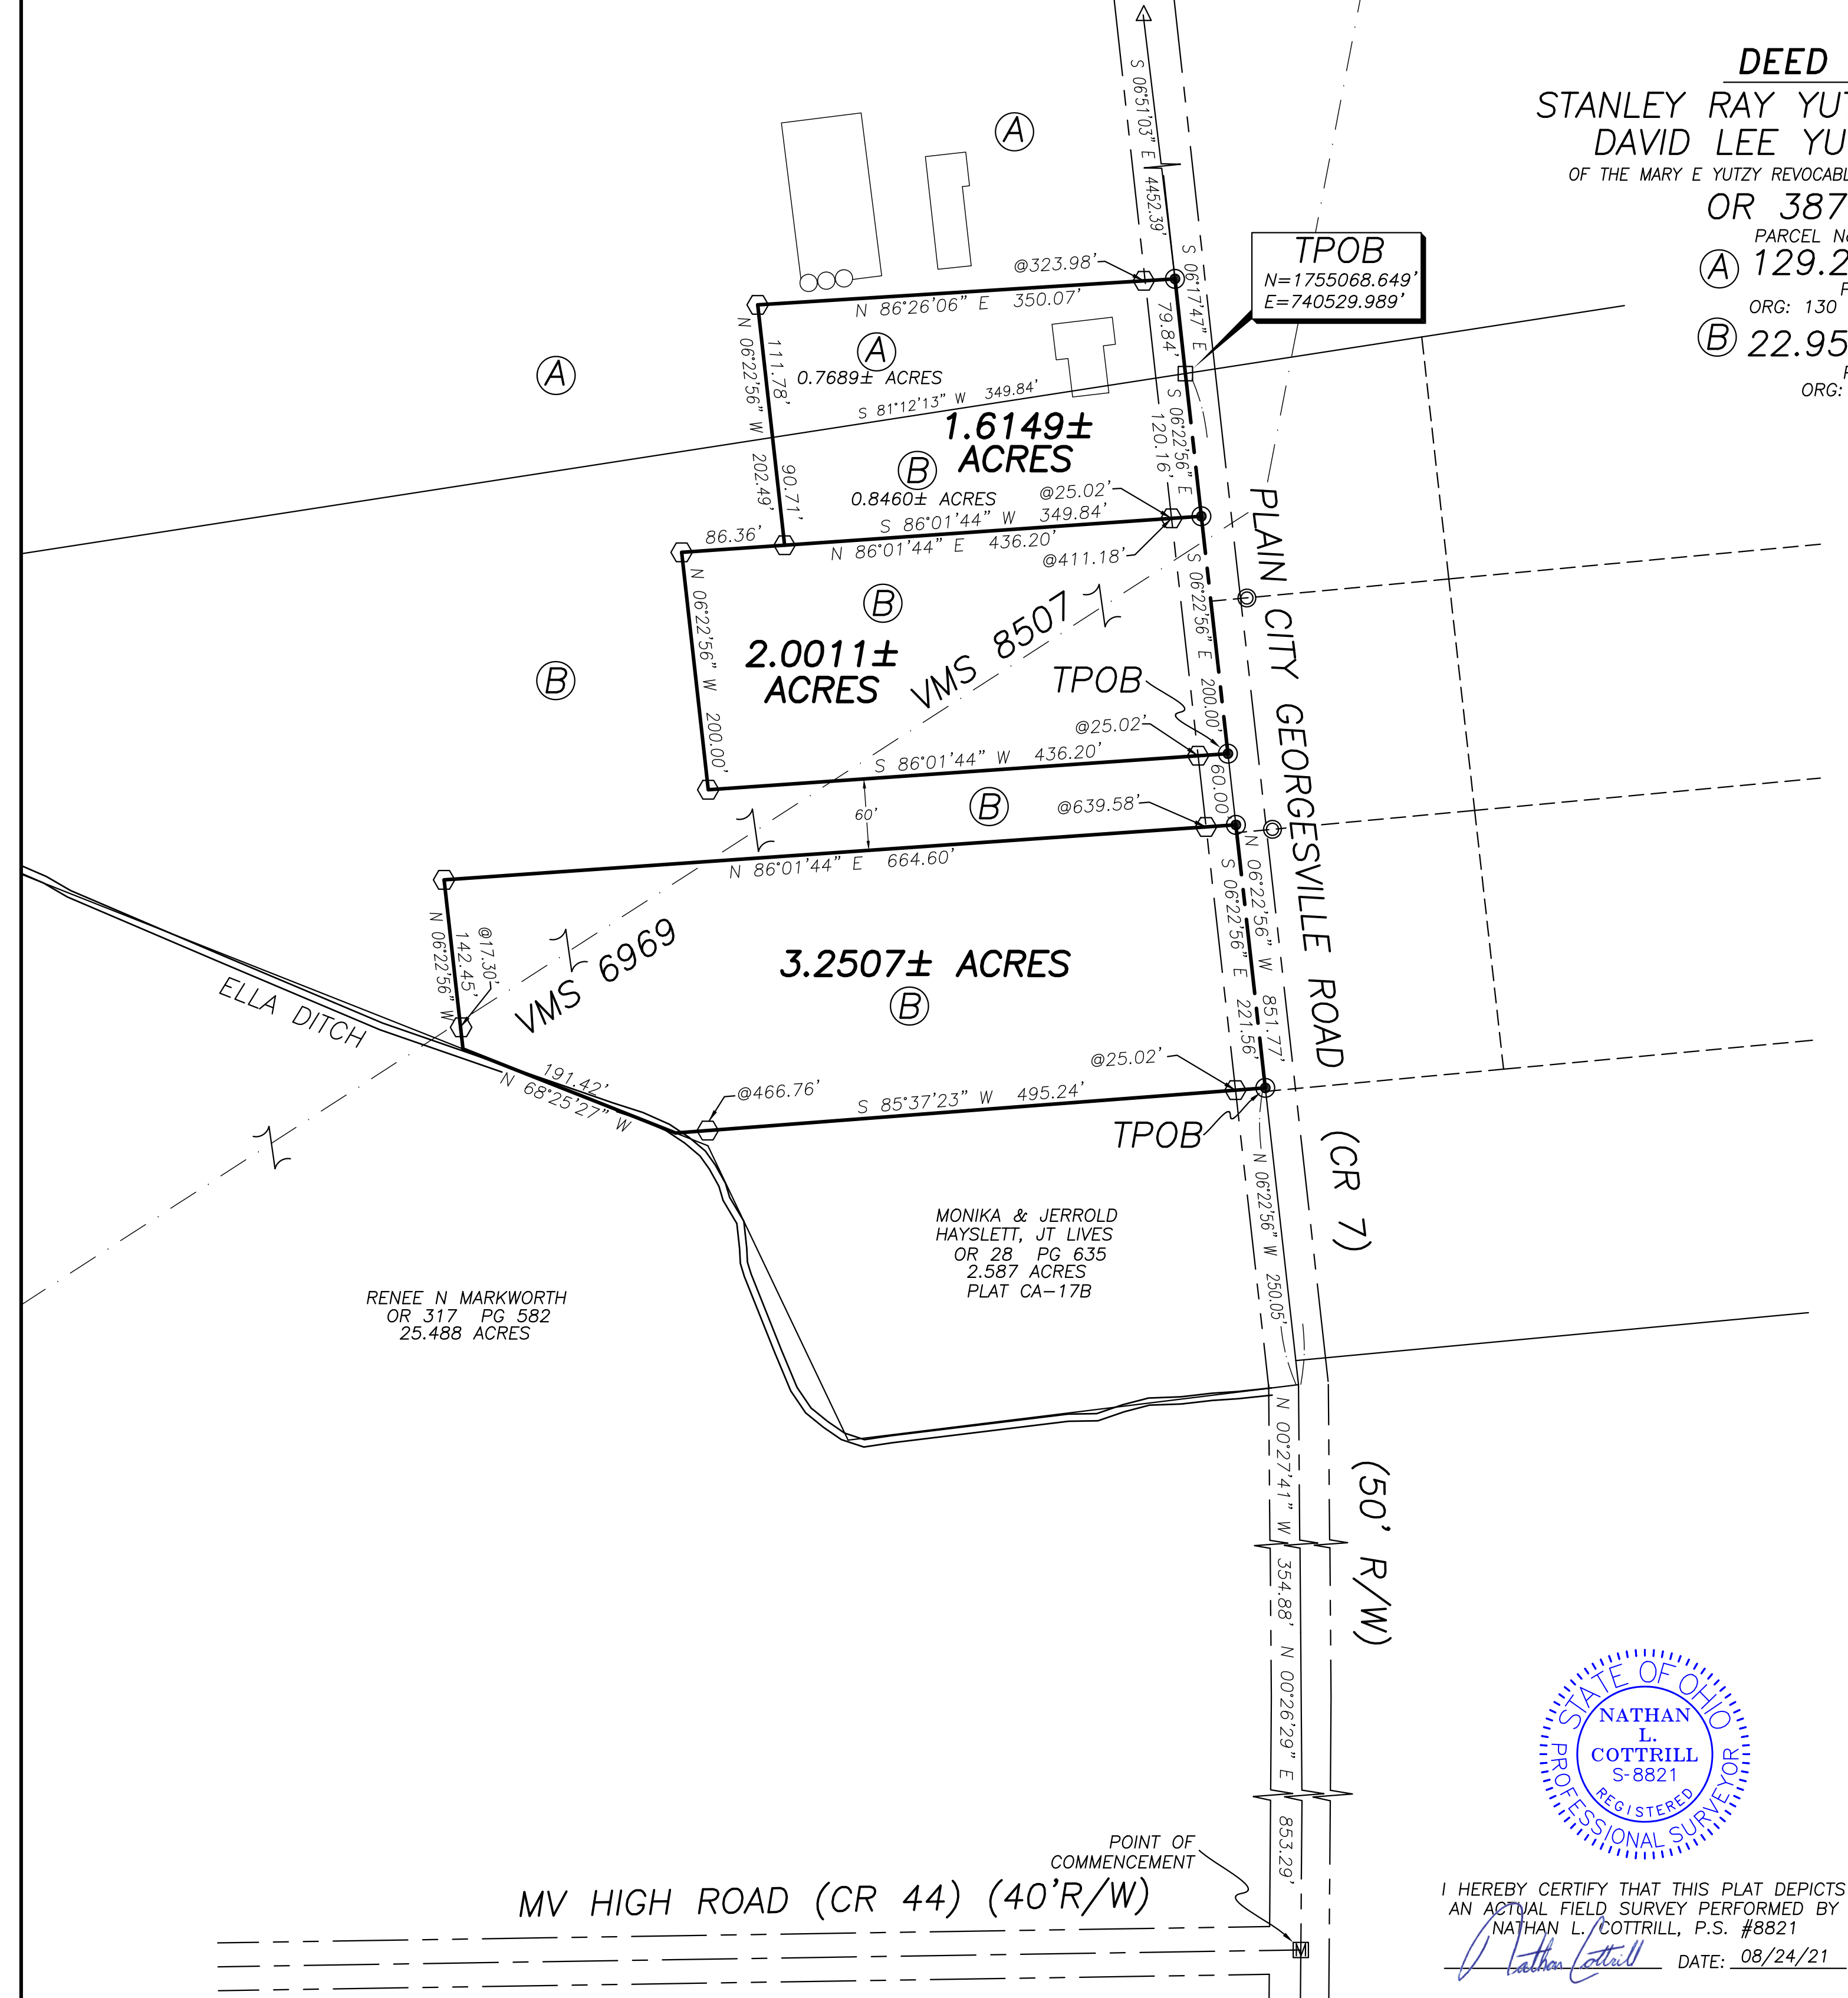 DEED
STANLEY RAY YUT
DAVID LEE YU
OF THE MARY E YUTZY REVOCABL
OR 387
PARCEL No
A 129.2
ORG: 130
B 22.95
ORG:
S 06°51'03" E 4452.39'
A
S 06°17'47" E
79.84'
TPOB
N=1755068.649'
E=740529.989'
@323.98'
N 86°26'06" E 350.07'
N 06°22'56" W 202.49'
111.78'
90.71'
A
0.7689± ACRES
A
S 81°12'13" W 349.84'
1.6149±
ACRES
B
0.8460± ACRES
S 06°22'56" E
120.16'
@25.02'
S 86°01'44" W 349.84'
86.36'
N 86°01'44" E 436.20'
@411.18'
PLAIN CITY GEORGESVILLE ROAD (CR 7) (50' R/W)
N 06°22'56" W 200.00'
B
S 06°22'56" E 200.00'
VMS 8507
2.0011±
ACRES
B
TPOB
@25.02'
S 86°01'44" W 436.20'
60.00'
60'
B
@639.58'
N 86°01'44" E 664.60'
N 06°22'56" W 851.77'
S 06°22'56" E 221.56'
N 06°22'56" W
142.45'
@17.30'
VMS 6969
3.2507± ACRES
B
ELLA DITCH
191.42'
N 68°25'27" W
@466.76'
S 85°37'23" W 495.24'
@25.02'
TPOB
N 06°22'56" W 250.05'
MONIKA & JERROLD
HAYSLETT, JT LIVES
OR 28 PG 635
2.587 ACRES
PLAT CA-17B
RENEE N MARKWORTH
OR 317 PG 582
25.488 ACRES
N 00°27'41" W 354.88'
N 00°26'29" E 853.29'
POINT OF
COMMENCEMENT
MV HIGH ROAD (CR 44) (40'R/W)
M
STATE OF OHIO
NATHAN
L.
COTTRILL
S-8821
REGISTERED
PROFESSIONAL SURVEYOR
I HEREBY CERTIFY THAT THIS PLAT DEPICTS
AN ACTUAL FIELD SURVEY PERFORMED BY
NATHAN L. COTTRILL, P.S. #8821
Nathan Cottrill
DATE: 08/24/21